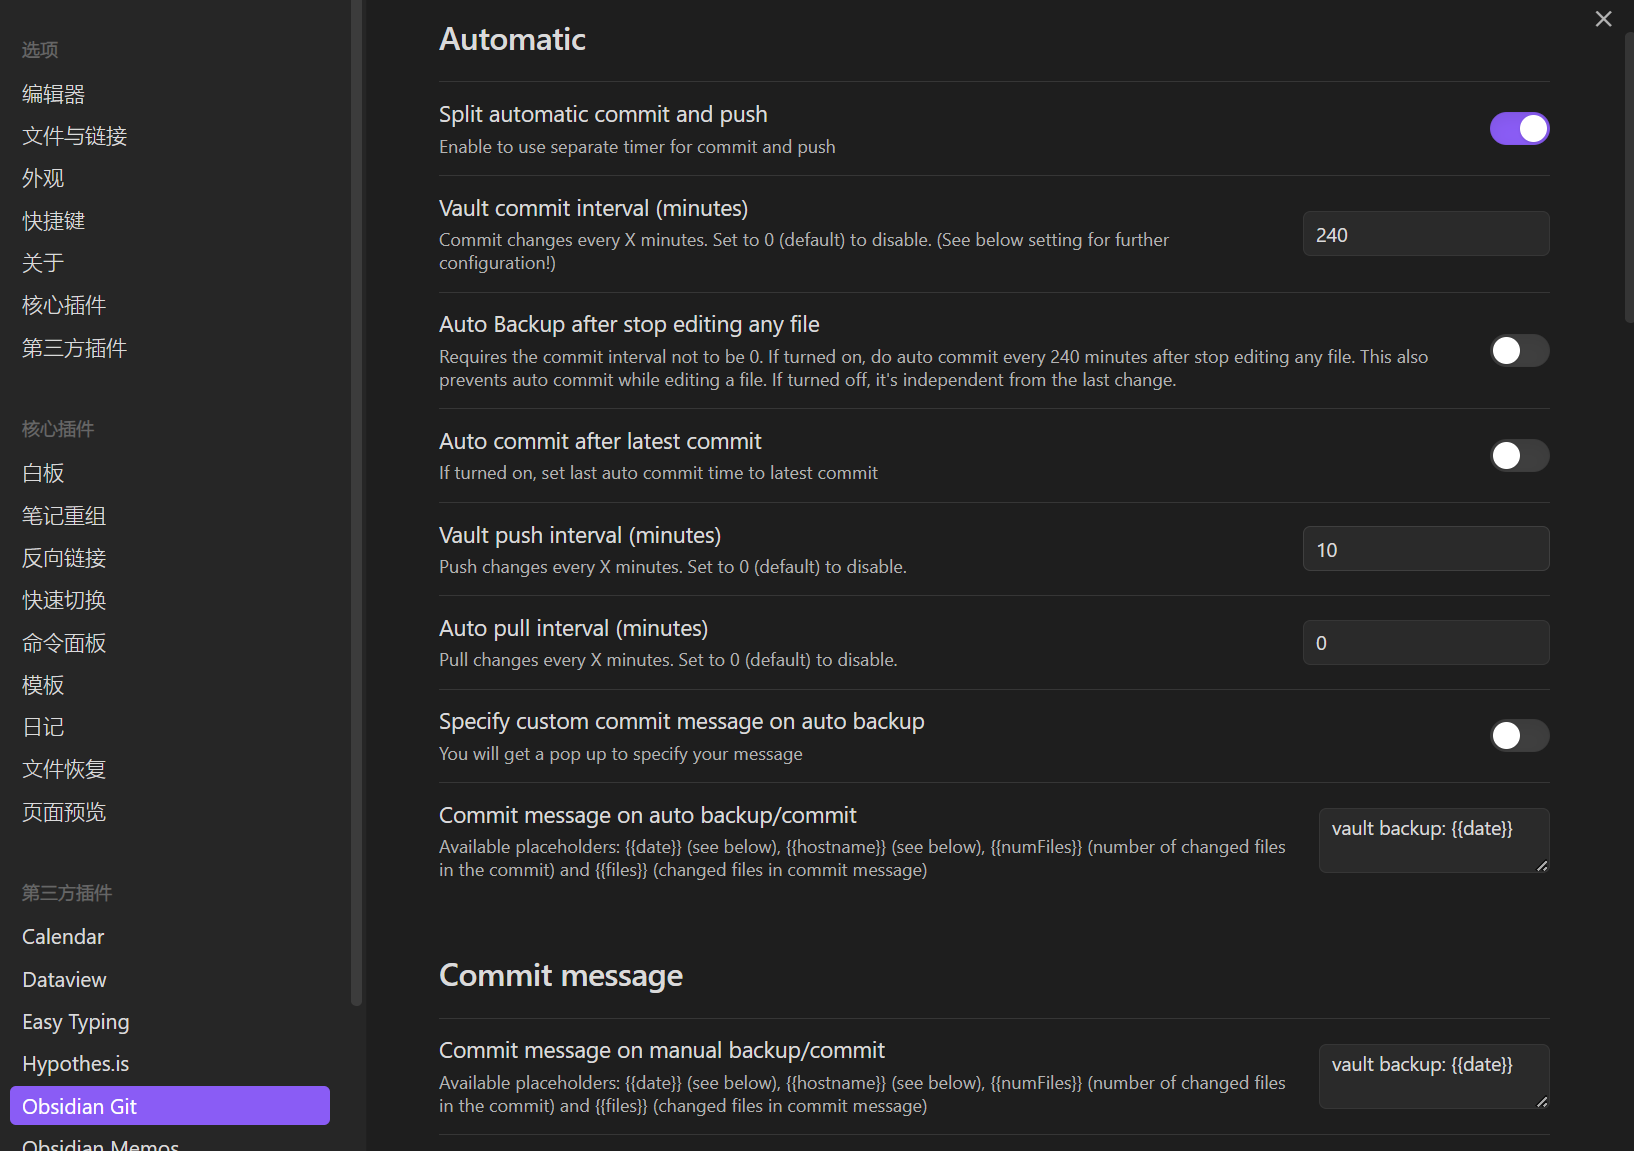 选项
编辑器
文件与链接
外观
快捷键
关于
核心插件
第三方插件
核心插件
白板
笔记重组
反向链接
快速切换
命令面板
模板
日记
文件恢复
页面预览
第三方插件
Calendar
Dataview
Easy Typing
Hypothes.is
Obsidian Git
Obsidian Memos
Automatic
Split automatic commit and push
Enable to use separate timer for commit and push
Vault commit interval (minutes)
Commit changes every X minutes. Set to 0 (default) to disable. (See below setting for further
configuration!)
240
Auto Backup after stop editing any file
Requires the commit interval not to be 0. If turned on, do auto commit every 240 minutes after stop editing any file. This also
prevents auto commit while editing a file. If turned off, it's independent from the last change.
Auto commit after latest commit
If turned on, set last auto commit time to latest commit
Vault push interval (minutes)
Push changes every X minutes. Set to 0 (default) to disable.
10
Auto pull interval (minutes)
Pull changes every X minutes. Set to 0 (default) to disable.
0
Specify custom commit message on auto backup
You will get a pop up to specify your message
Commit message on auto backup/commit
Available placeholders: {{date}} (see below), {{hostname}} (see below), {{numFiles}} (number of changed files
in the commit) and {{files}} (changed files in commit message)
vault backup: {{date}}
Commit message
Commit message on manual backup/commit
Available placeholders: {{date}} (see below), {{hostname}} (see below), {{numFiles}} (number of changed files
in the commit) and {{files}} (changed files in commit message)
vault backup: {{date}}